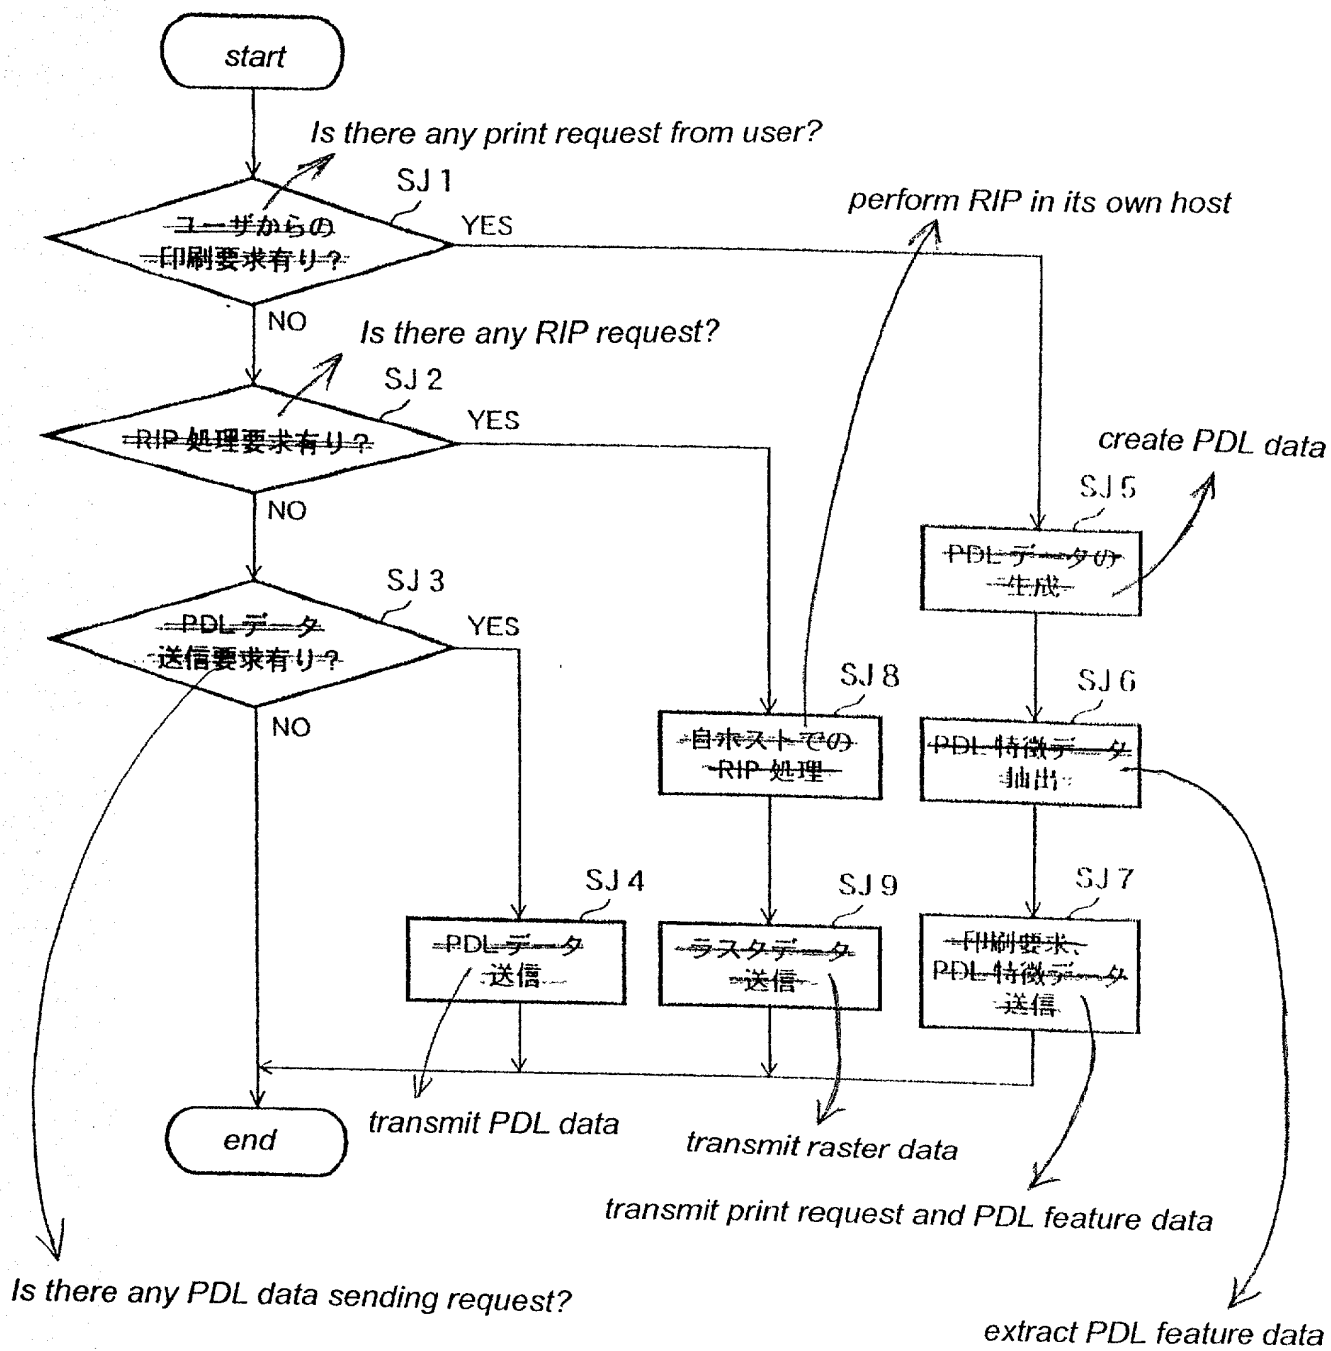 start
Is there any print request from user?
SJ1
ユーザからの
印刷要求有り？
YES
perform RIP in its own host
NO
Is there any RIP request?
SJ2
RIP処理要求有り？
YES
create PDL data
NO
SJ5
PDLデータの
生成
SJ3
PDLデータ
送信要求有り？
YES
NO
SJ8
自ホストでの
RIP処理
SJ6
PDL特徴データ
抽出
SJ4
PDLデータ
送信
SJ9
ラスタデータ
送信
SJ7
印刷要求、
PDL特徴データ
送信
end
transmit PDL data
transmit raster data
transmit print request and PDL feature data
Is there any PDL data sending request?
extract PDL feature data